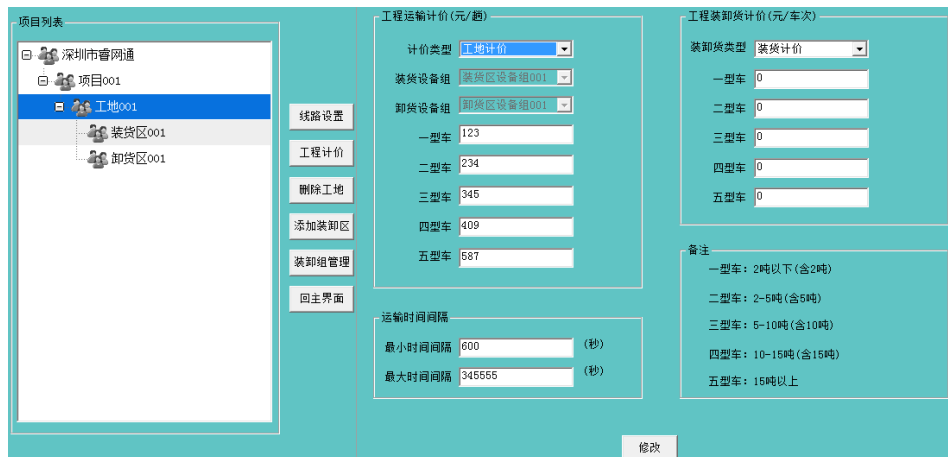 项目列表
深圳市睿网通
项目001
工地001
装货区001
卸货区001
线路设置
工程计价
删除工地
添加装卸区
装卸组管理
回主界面
工程运输计价(元/趟)
计价类型 工地计价
装货设备组 装货区设备组001
卸货设备组 卸货区设备组001
一型车 123
二型车 234
三型车 345
四型车 409
五型车 587
运输时间间隔
最小时间间隔 600 (秒)
最大时间间隔 345555 (秒)
工程装卸货计价(元/车次)
装卸货类型 装货计价
一型车 0
二型车 0
三型车 0
四型车 0
五型车 0
备注
一型车: 2吨以下(含2吨)
二型车: 2-5吨(含5吨)
三型车: 5-10吨(含10吨)
四型车: 10-15吨(含15吨)
五型车: 15吨以上
修改